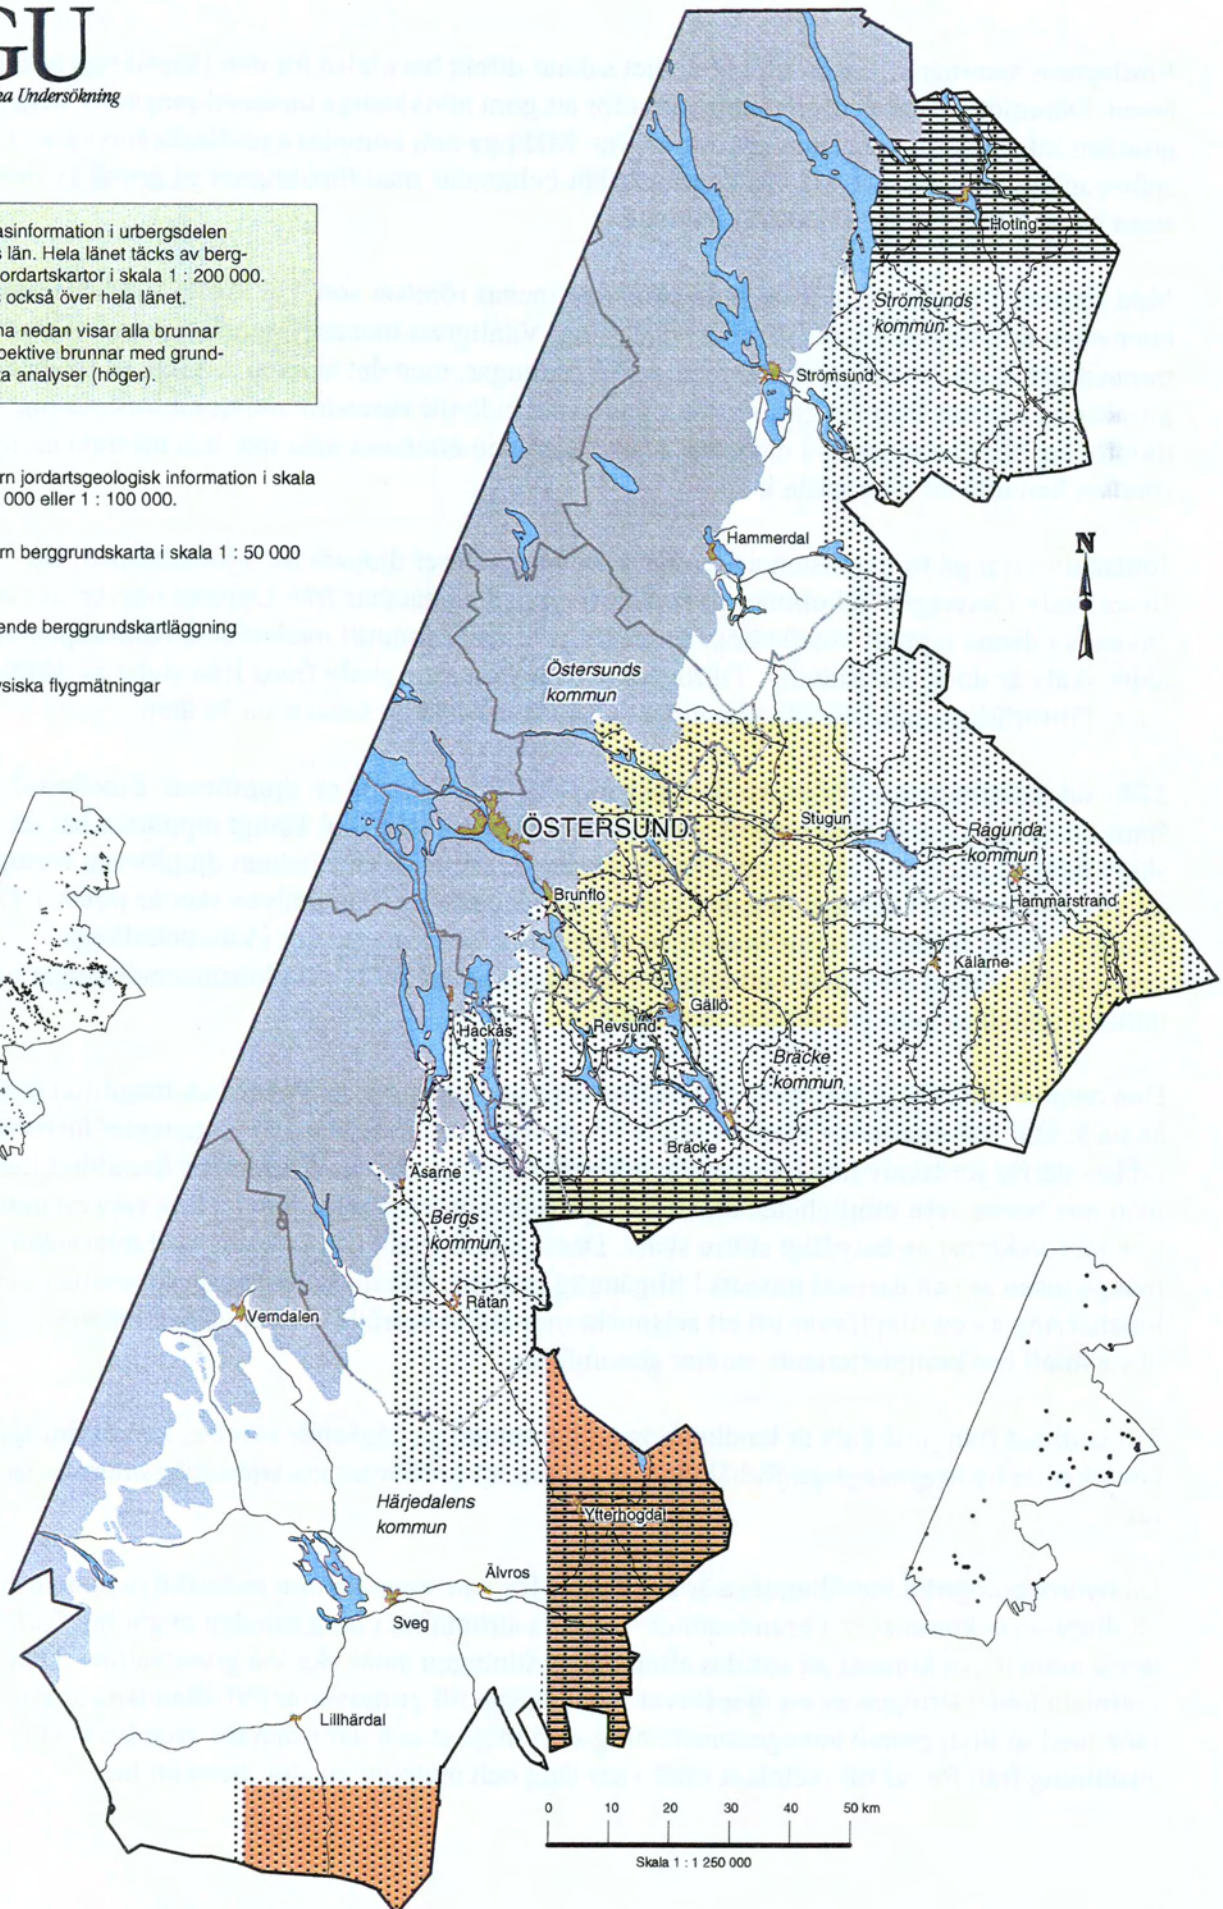 GU
Undersökning
asinformation i urbergsdelen
s län. Hela länet täcks av berg-
jordartskartor i skala 1 : 200 000.
s också över hela länet.
na nedan visar alla brunnar
pektive brunnar med grund-
ta analyser (höger).
rn jordartsgeologisk information i skala
000 eller 1 : 100 000.
rn berggrundskarta i skala 1 : 50 000
ende berggrundskartläggning
ysiska flygmätningar
Hoting
Strömsunds
kommun
Strömsund
Hammerdal
N
Östersunds
kommun
ÖSTERSUND
Stugun
Ragunda
kommun
Brunflo
Hammarstrand
Kälarne
Gällö
Hackås
Revsund
Bräcke
kommun
Bräcke
Åsarne
Bergs
kommun
Rätan
Vemdalen
Härjedalens
kommun
Ytterhogdal
Älvros
Sveg
Lillhärdal
0 10 20 30 40 50 km
Skala 1 : 1 250 000